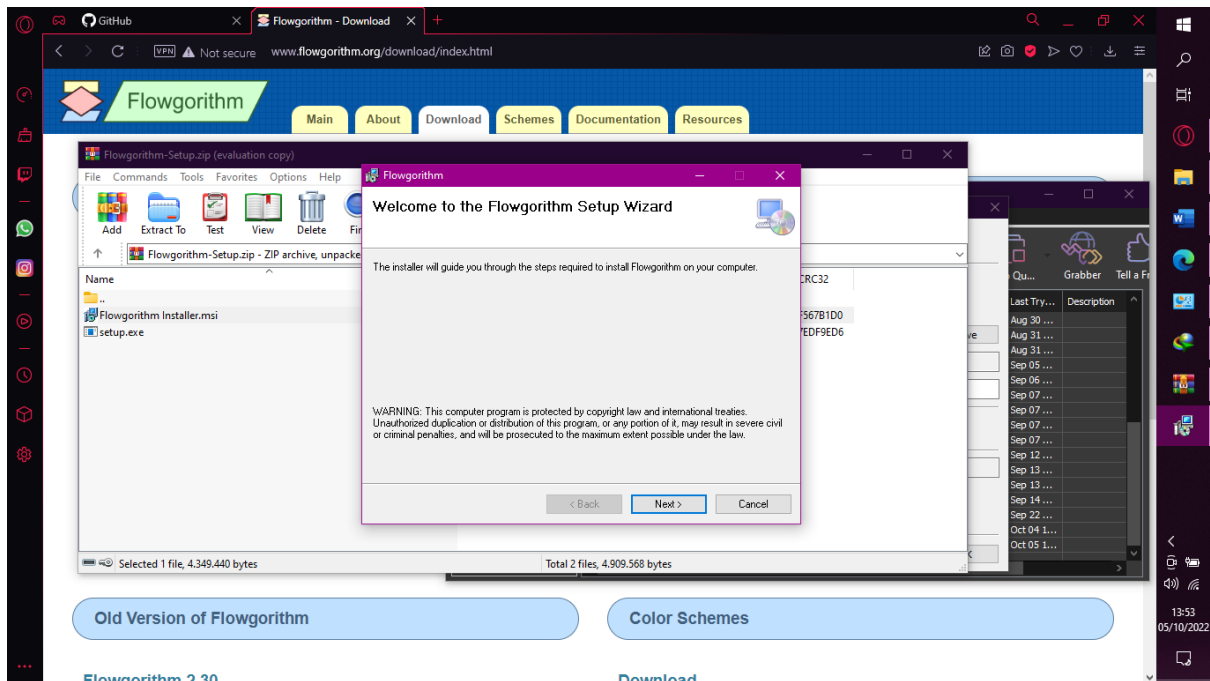 GitHub
Flowgorithm - Download
VPN
Not secure
www.flowgorithm.org/download/index.html
Flowgorithm
Main
About
Download
Schemes
Documentation
Resources
Flowgorithm-Setup.zip (evaluation copy)
File Commands Tools Favorites Options Help
Add
Extract To
Test
View
Delete
Flowgorithm-Setup.zip - ZIP archive, unpacke
Name
CRC32
..
Flowgorithm Installer.msi
F567B1D0
setup.exe
7EDF9ED6
Selected 1 file, 4.349.440 bytes
Total 2 files, 4.909.568 bytes
Flowgorithm
Welcome to the Flowgorithm Setup Wizard
The installer will guide you through the steps required to install Flowgorithm on your computer.
WARNING: This computer program is protected by copyright law and international treaties.
Unauthorized duplication or distribution of this program, or any portion of it, may result in severe civil
or criminal penalties, and will be prosecuted to the maximum extent possible under the law.
< Back
Next >
Cancel
Qu...
Grabber
Tell a Fr
Last Try...
Description
Aug 30 ...
Aug 31 ...
Aug 31 ...
Sep 05 ...
Sep 06 ...
Sep 07 ...
Sep 07 ...
Sep 07 ...
Sep 07 ...
Sep 12 ...
Sep 13 ...
Sep 13 ...
Sep 14 ...
Sep 22 ...
Oct 04 1...
Oct 05 1...
Old Version of Flowgorithm
Color Schemes
Flowgorithm 2.30
Download
13:53
05/10/2022